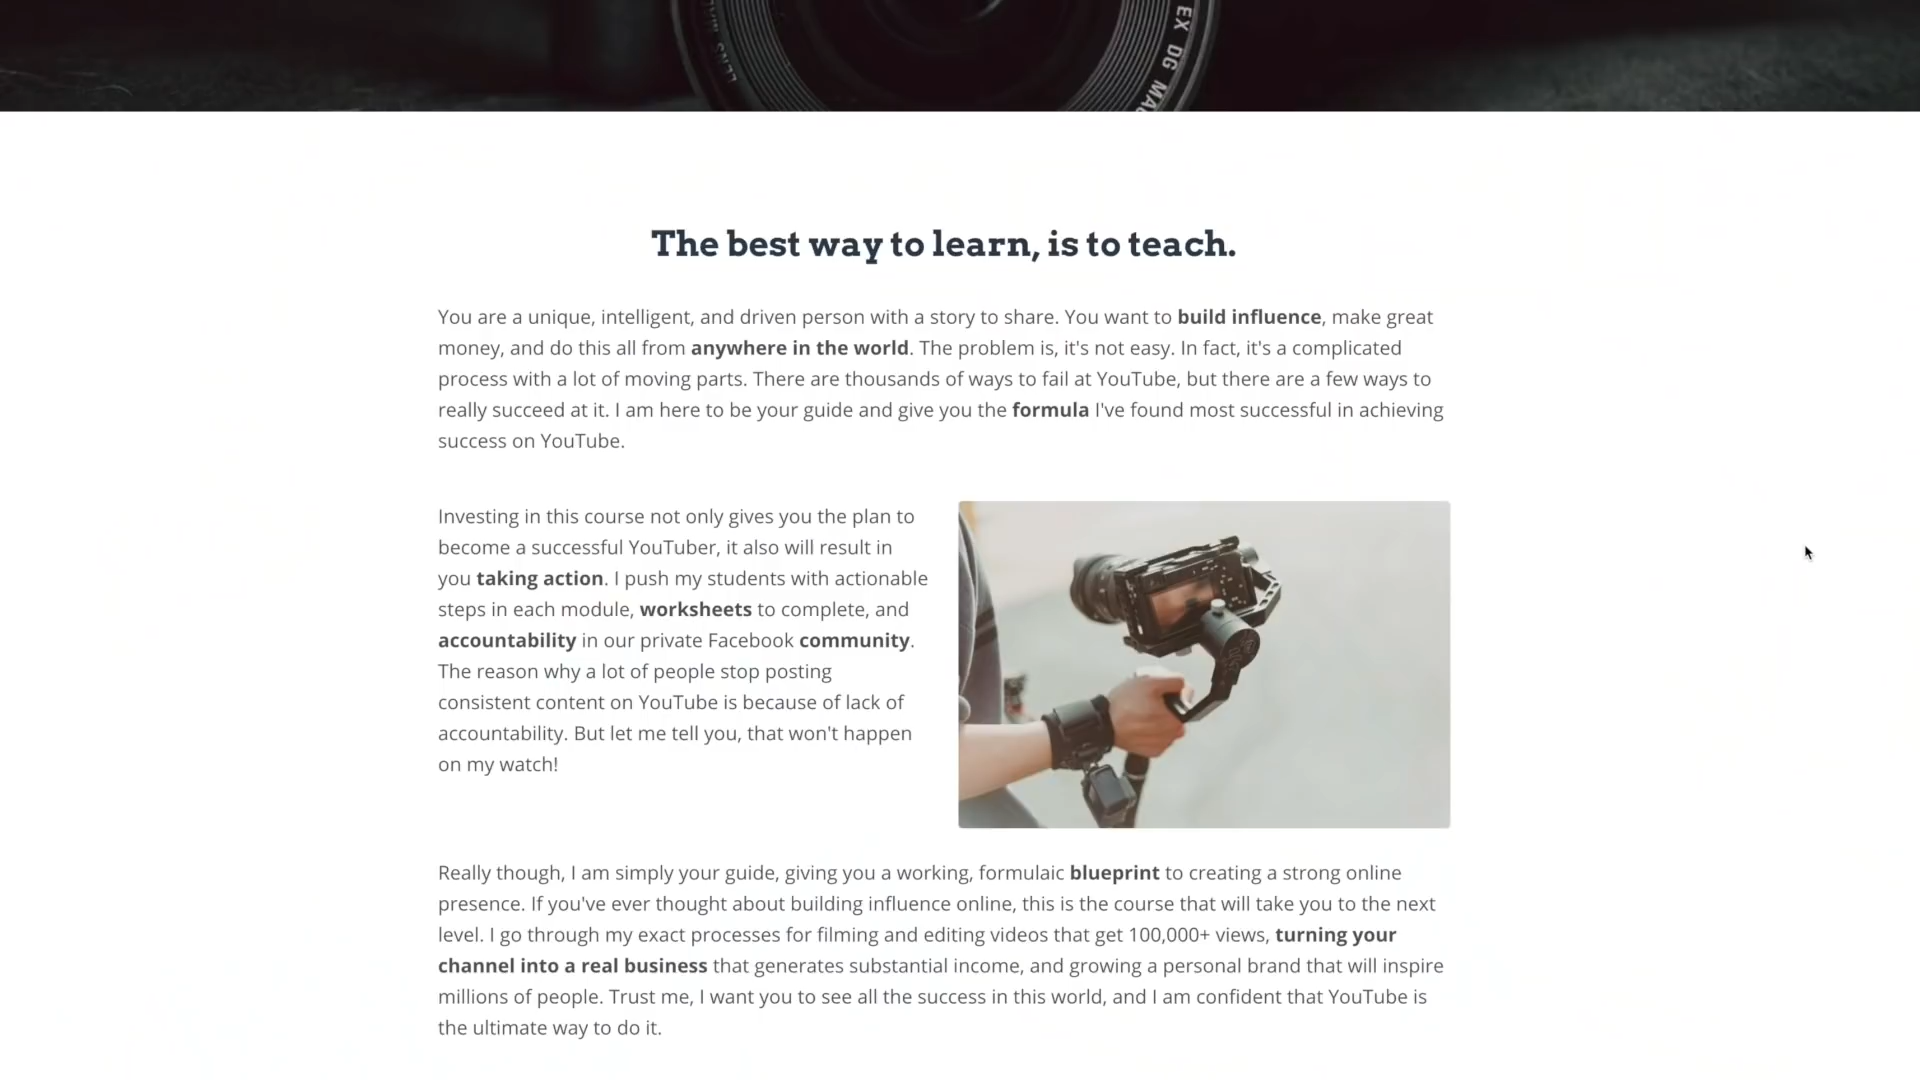 LENS
EX DG MA
The best way to learn, is to teach.
You are a unique, intelligent, and driven person with a story to share. You want to build influence, make great
money, and do this all from anywhere in the world. The problem is, it's not easy. In fact, it's a complicated
process with a lot of moving parts. There are thousands of ways to fail at YouTube, but there are a few ways to
really succeed at it. I am here to be your guide and give you the formula I've found most successful in achieving
success on YouTube.
Investing in this course not only gives you the plan to
become a successful YouTuber, it also will result in
you taking action. I push my students with actionable
steps in each module, worksheets to complete, and
accountability in our private Facebook community.
The reason why a lot of people stop posting
consistent content on YouTube is because of lack of
accountability. But let me tell you, that won't happen
on my watch!
Really though, I am simply your guide, giving you a working, formulaic blueprint to creating a strong online
presence. If you've ever thought about building influence online, this is the course that will take you to the next
level. I go through my exact processes for filming and editing videos that get 100,000+ views, turning your
channel into a real business that generates substantial income, and growing a personal brand that will inspire
millions of people. Trust me, I want you to see all the success in this world, and I am confident that YouTube is
the ultimate way to do it.